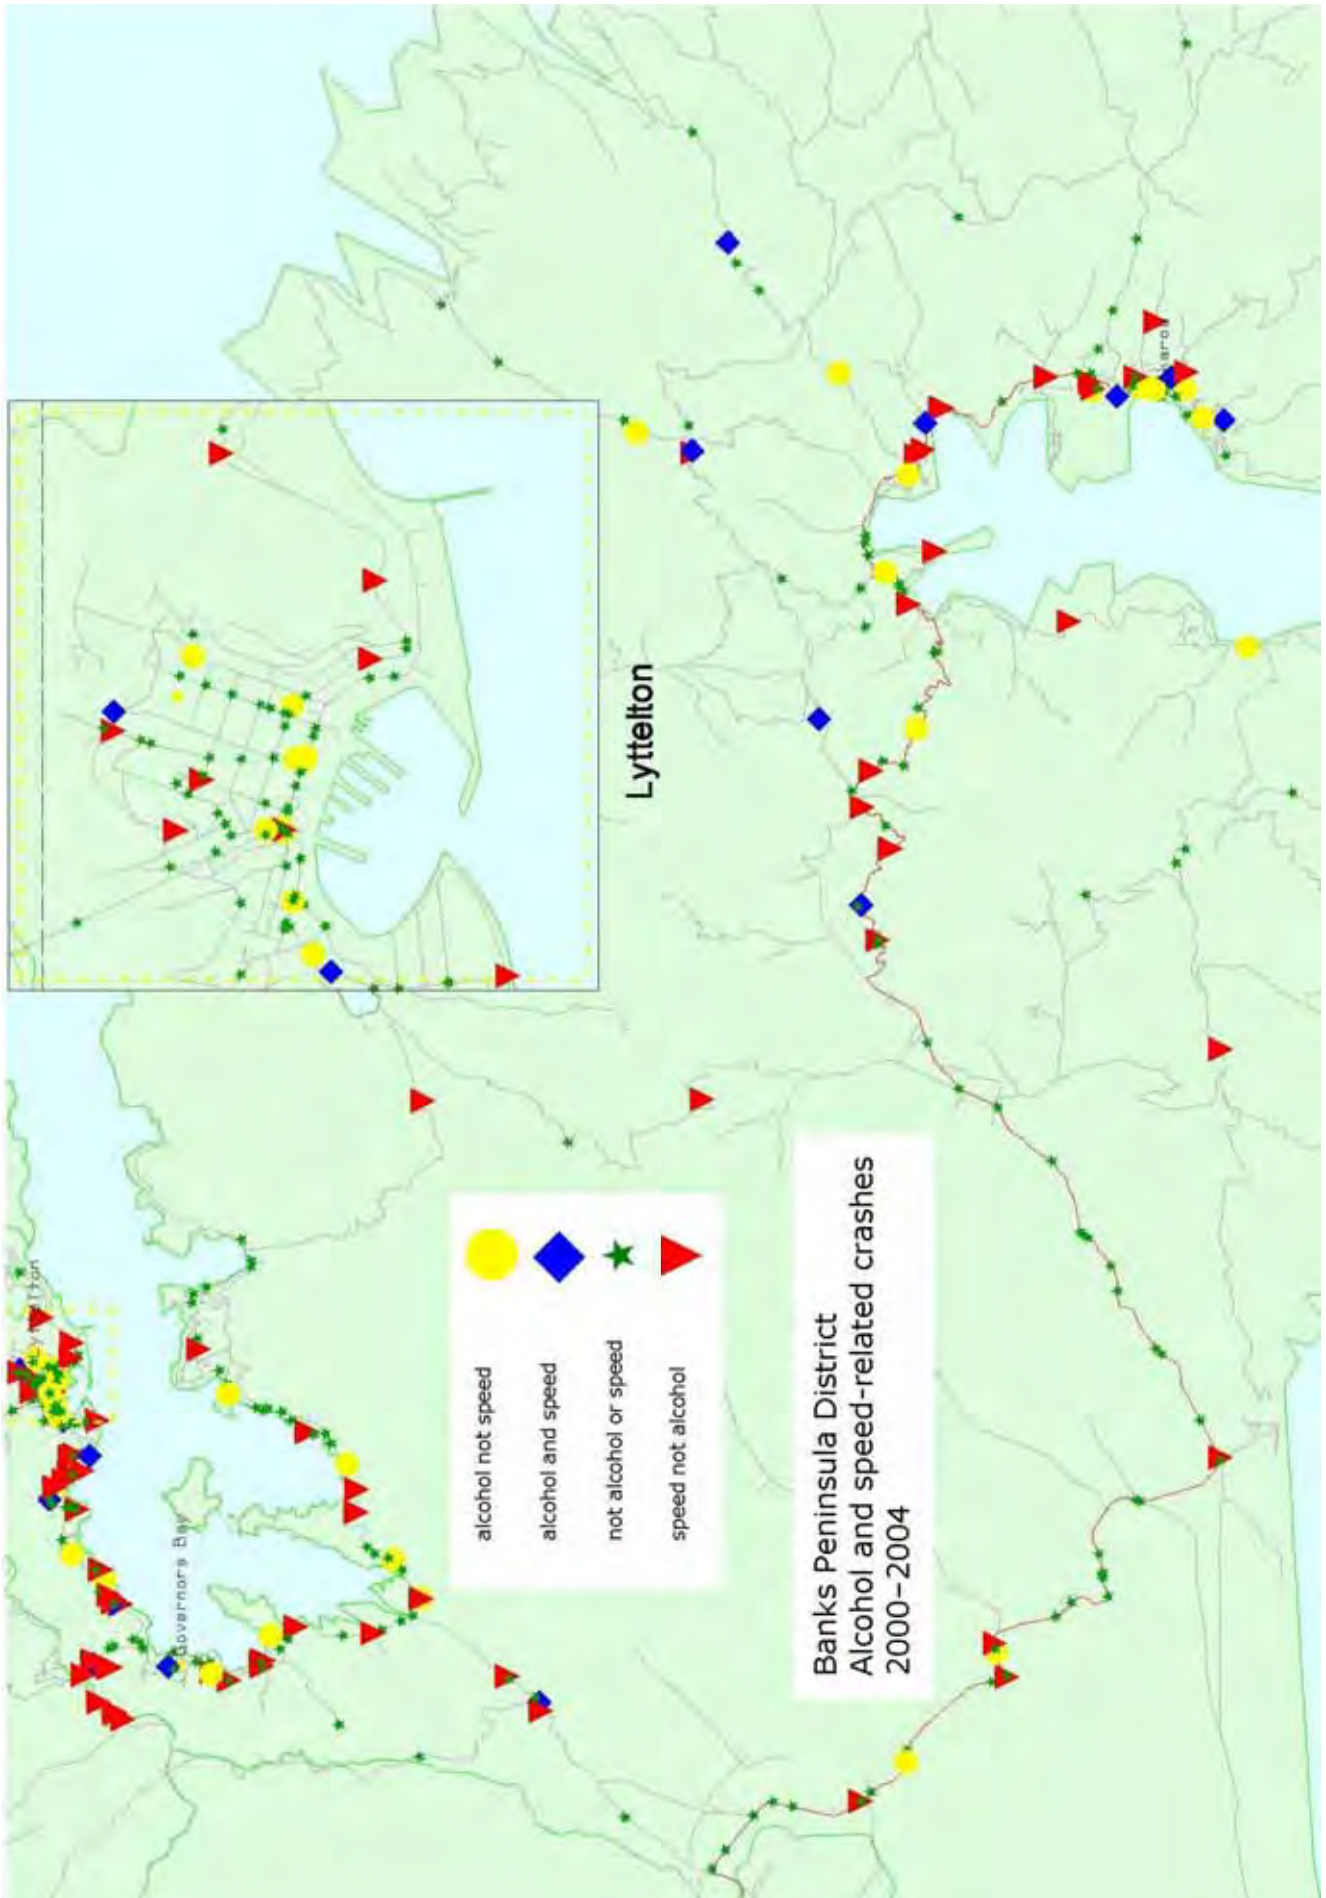 Lyttelton
Lyttelton
Governors Bay
alcohol not speed
alcohol and speed
not alcohol or speed
speed not alcohol
Banks Peninsula District
Alcohol and speed-related crashes
2000-2004